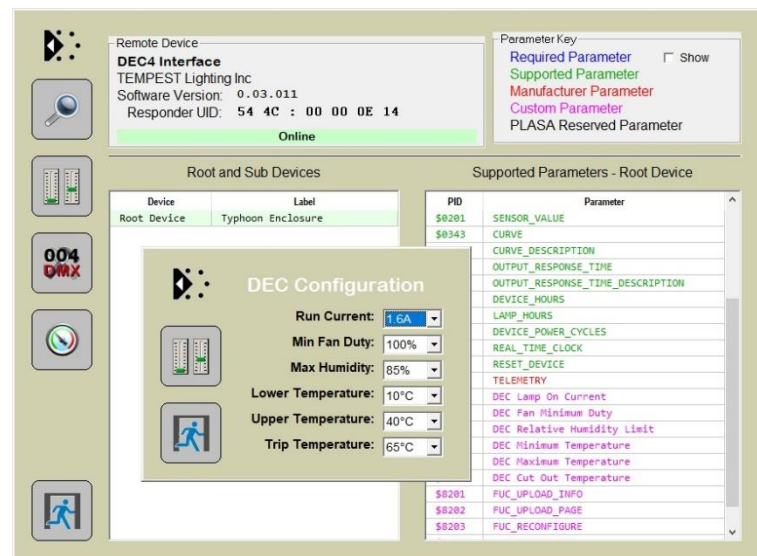 Remote Device
DEC4 Interface
TEMPEST Lighting Inc
Software Version: 0.03.011
Responder UID: 54 4C : 00 00 0E 14
Online
Parameter Key
Required Parameter
Show
Supported Parameter
Manufacturer Parameter
Custom Parameter
PLASA Reserved Parameter
004
DMX
Root and Sub Devices
Device Label
Root Device Typhoon Enclosure
DEC Configuration
Run Current: 1.6A
Min Fan Duty: 100%
Max Humidity: 85%
Lower Temperature: 10°C
Upper Temperature: 40°C
Trip Temperature: 65°C
Supported Parameters - Root Device
PID Parameter
$0201 SENSOR_VALUE
$0343 CURVE
CURVE_DESCRIPTION
OUTPUT_RESPONSE_TIME
OUTPUT_RESPONSE_TIME_DESCRIPTION
DEVICE_HOURS
LAMP_HOURS
DEVICE_POWER_CYCLES
REAL_TIME_CLOCK
RESET_DEVICE
TELEMETRY
DEC Lamp On Current
DEC Fan Minimum Duty
DEC Relative Humidity Limit
DEC Minimum Temperature
DEC Maximum Temperature
DEC Cut Out Temperature
$8201 FUC_UPLOAD_INFO
$8202 FUC_UPLOAD_PAGE
$8203 FUC_RECONFIGURE